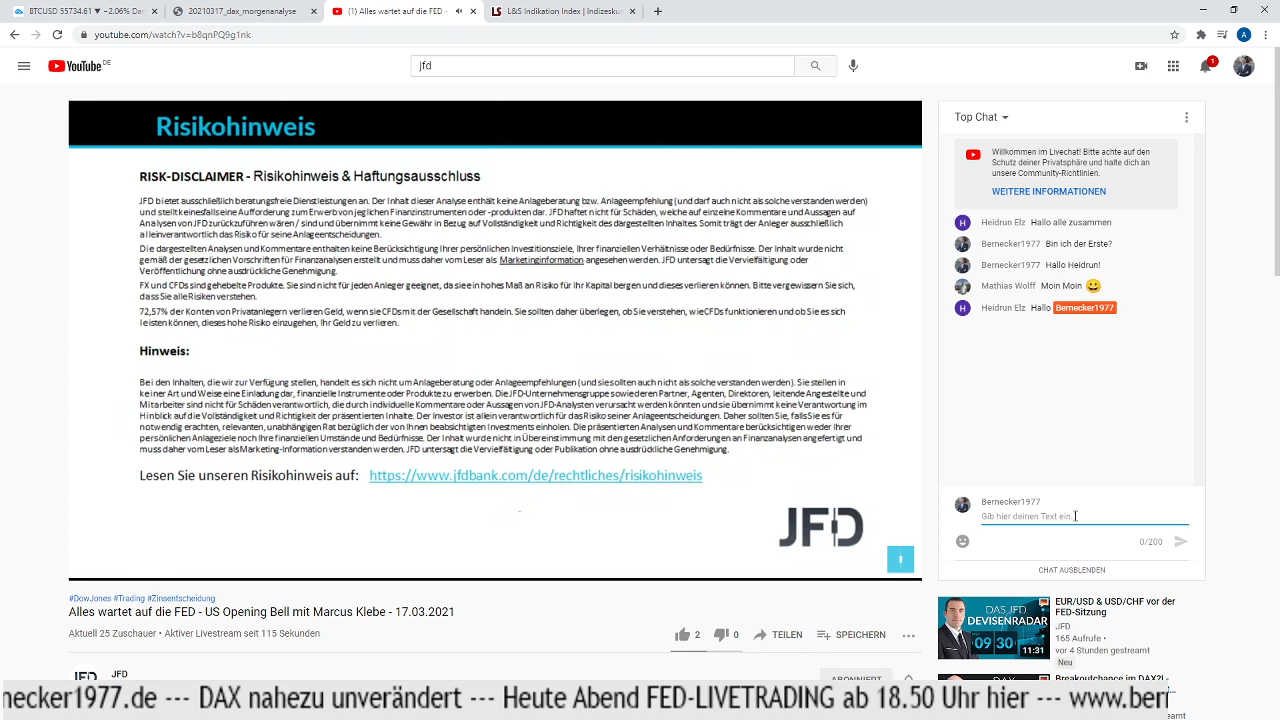 BTCUSD 55734.61 ▼ −2.06% Da
20210317_dax_morgenanalyse
(1) Alles wartet auf die FED -
L&S Indikation Index | Indizesku
youtube.com/watch?v=b8qnPQ9g1nk
A
YouTube DE
jfd
1
Risikohinweis
RISK-DISCLAIMER - Risikohinweis & Haftungsausschluss
JFD bietet ausschließlich beratungsfreie Dienstleistungen an. Der Inhalt dieser Analyse enthält keine Anlageberatung bzw. Anlageempfehlungen (und darf auch nicht als solche verstanden werden)
und stellt keinesfalls eine Aufforderung zum Erwerb von jeglichen Finanzinstrumenten oder -produkten dar. JFD haftet nicht für Schäden, welche auf einzelne Kommentare und Aussagen auf
Analysen von JFD zurückzuführen wären / sind und übernimmt keine Gewähr in Bezug auf Vollständigkeit und Richtigkeit des dargestellten Inhaltes. Somit trägt der Anleger ausschließlich
alleinverantwortlich das Risiko für seine Anlageentscheidungen.
Die dargestellten Analysen und Kommentare enthalten keine Berücksichtigung Ihrer persönlichen Investitionsziele, Ihrer finanziellen Verhältnisse oder Bedürfnisse. Der Inhalt wurde nicht
gemäß der gesetzlichen Vorschriften für Finanzanalysen erstellt und muss daher vom Leser als Marketinginformation angesehen werden. JFD untersagt die Vervielfältigung oder
Veröffentlichung ohne ausdrückliche Genehmigung.
FX und CFDs sind gehebelte Produkte. Sie sind nicht für jeden Anleger geeignet, da sie ein hohes Maß an Risiko für Ihr Kapital bergen und dieses verlieren können. Bitte vergewissern Sie sich,
dass Sie alle Risiken verstehen.
72,57% der Konten von Privatanlegern verlieren Geld, wenn sie CFDs mit der Gesellschaft handeln. Sie sollten daher überlegen, ob Sie verstehen, wie CFDs funktionieren und ob Sie es sich
leisten können, dieses hohe Risiko einzugehen, Ihr Geld zu verlieren.
Hinweis:
Bei den Inhalten, die wir zur Verfügung stellen, handelt es sich nicht um Anlageberatung oder Anlageempfehlungen (und sie sollten auch nicht als solche verstanden werden). Sie stellen in
keiner Art und Weise eine Einladung dar, finanzielle Instrumente oder Produkte zu erwerben. Die JFD-Unternehmensgruppe sowie deren Partner, Agenten, Direktoren, leitende Angestellte und
Mitarbeiter sind nicht für Schäden verantwortlich, die durch individuelle Kommentare oder Aussagen von JFD-Analysten verursacht werden könnten und sie übernimmt keine Verantwortung im
Hinblick auf die Vollständigkeit und Richtigkeit der präsentierten Inhalte. Der Investor ist allein verantwortlich für das Risiko seiner Anlageentscheidungen. Daher sollten Sie, falls Sie es für
notwendig erachten, relevanten, unabhängigen Rat bezüglich der von Ihnen beabsichtigten Investments einholen. Die präsentierten Analysen und Kommentare berücksichtigen weder Ihrer
persönlichen Anlageziele noch Ihre finanziellen Umstände und Bedürfnisse. Der Inhalt wurde nicht in Übereinstimmung mit den gesetzlichen Anforderungen an Finanzanalysen angefertigt und
muss daher vom Leser als Marketing-Information verstanden werden. JFD untersagt die Vervielfältigung oder Publikation ohne ausdrückliche Genehmigung.
Lesen Sie unseren Risikohinweis auf: https://www.jfdbank.com/de/rechtliches/risikohinweis
JFD
Top Chat
Willkommen im Livechat! Bitte achte auf den
Schutz deiner Privatsphäre und halte dich an
unsere Community-Richtlinien.
WEITERE INFORMATIONEN
H Heidrun Elz Hallo alle zusammen
Bernecker1977 Bin ich der Erste?
Bernecker1977 Hallo Heidrun!
Mathias Wolff Moin Moin 😀
H Heidrun Elz Hallo Bernecker1977
Bernecker1977
Gib hier deinen Text ein.
0/200
CHAT AUSBLENDEN
#DowJones #Trading #Zinsentscheidung
Alles wartet auf die FED - US Opening Bell mit Marcus Klebe - 17.03.2021
Aktuell 25 Zuschauer • Aktiver Livestream seit 115 Sekunden
2
0
TEILEN
SPEICHERN
JFD
JFD
ABONNIERT
DAS JFD
DEVISENRADAR
09 30
11:31
EUR/USD & USD/CHF vor der
FED-Sitzung
JFD
165 Aufrufe •
vor 4 Stunden gestreamt
Neu
Breakoutchance im DAX?!
necker1977.de --- DAX nahezu unverändert --- Heute Abend FED-LIVETRADING ab 18.50 Uhr hier --- www.bern
amt